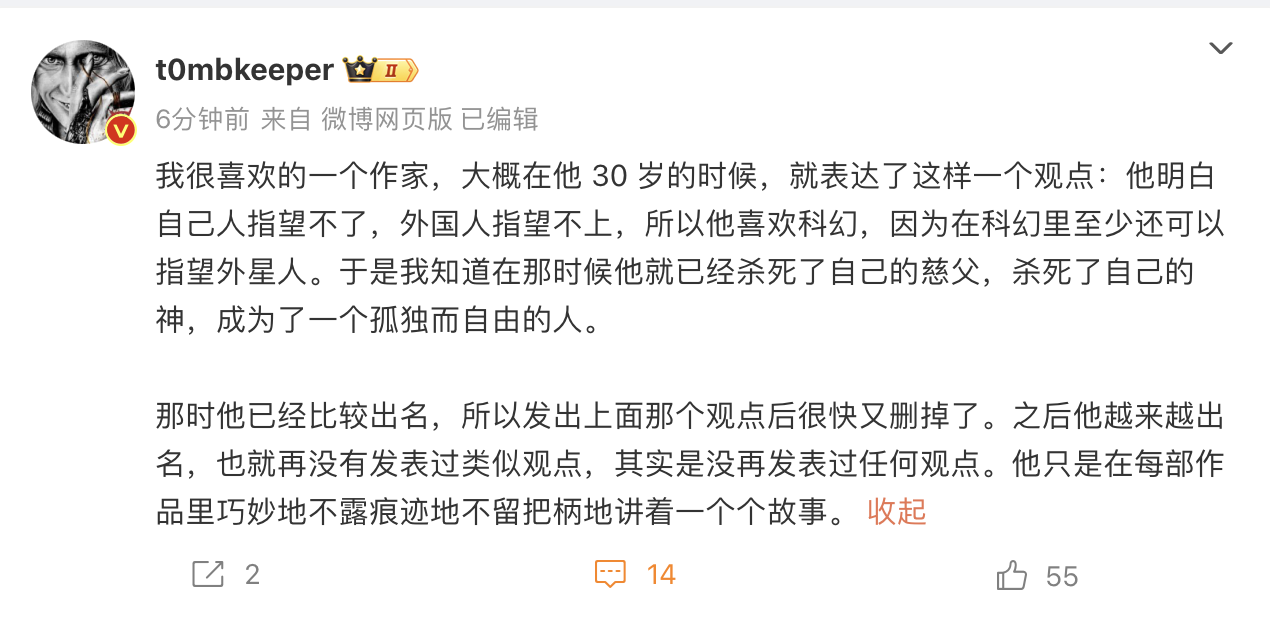 t0mbkeeper II
6分钟前 来自 微博网页版 已编辑
我很喜欢的一个作家，大概在他 30 岁的时候，就表达了这样一个观点：他明白
自己人指望不了，外国人指望不上，所以他喜欢科幻，因为在科幻里至少还可以
指望外星人。于是我知道在那时候他就已经杀死了自己的慈父，杀死了自己的
神，成为了一个孤独而自由的人。
那时他已经比较出名，所以发出上面那个观点后很快又删掉了。之后他越来越出
名，也就再没有发表过类似观点，其实是没再发表过任何观点。他只是在每部作
品里巧妙地不露痕迹地不留把柄地讲着一个个故事。 收起
2 14 55